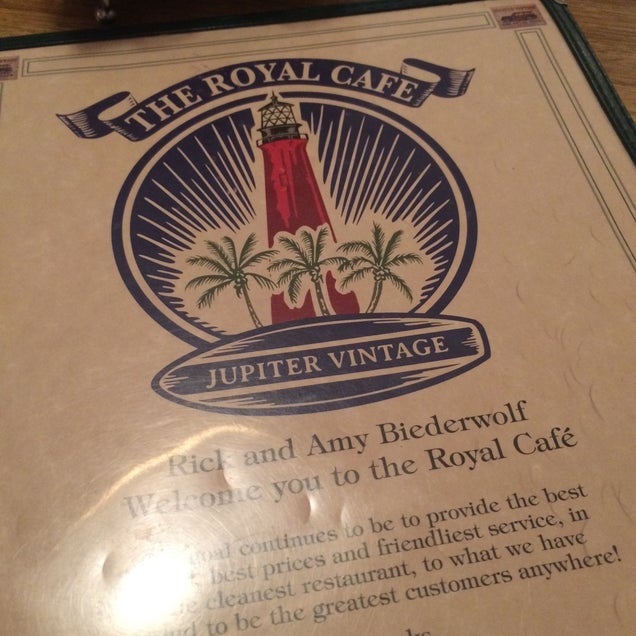 THE ROYAL CAFE
JUPITER VINTAGE
Rick and Amy Biederwolf
Welcome you to the Royal Café
goal continues to be to provide the best
best prices and friendliest service, in
cleanest restaurant, to what we have
to be the greatest customers anywhere!